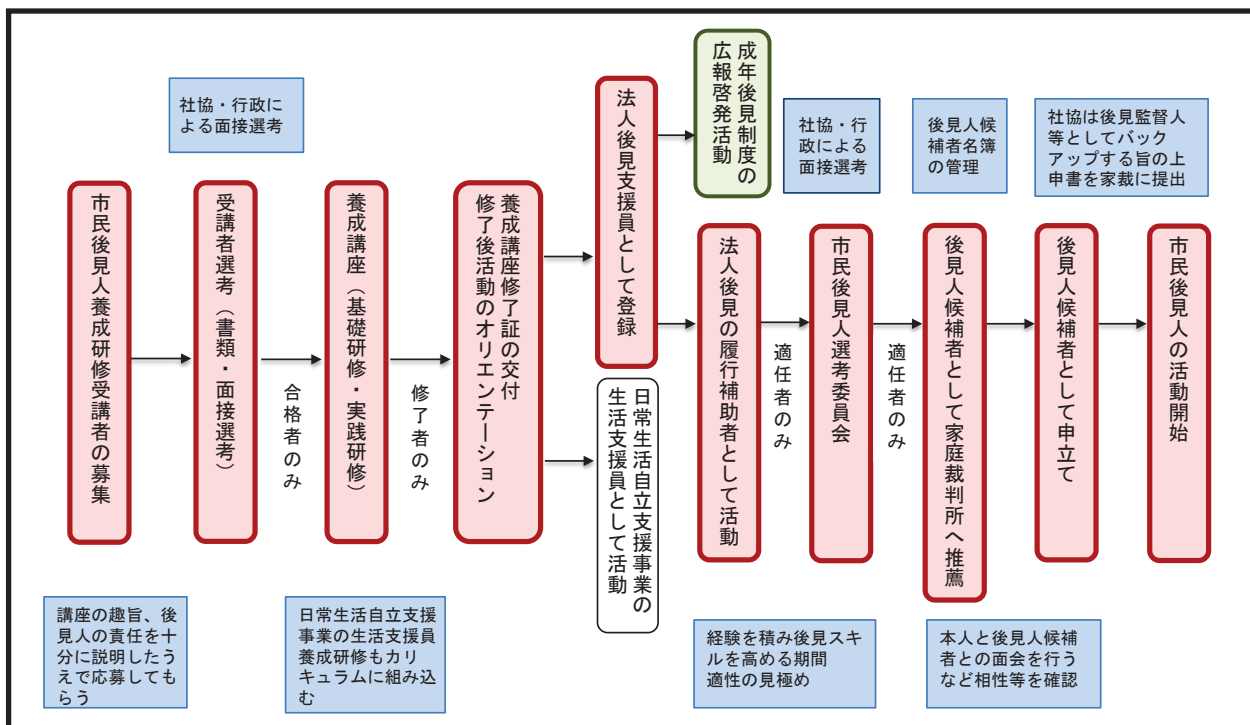 社協・行政に
よる面接選考
市民後見人養成研修受講者の募集
講座の趣旨、後
見人の責任を十
分に説明したう
えで応募しても
らう
受講者選考（書類・面接選考）
合格者のみ
養成講座（基礎研修・実践研修）
日常生活自立支援
事業の生活支援員
養成研修もカリ
キュラムに組み込
む
修了者のみ
養成講座修了証の交付
修了後活動のオリエンテーション
法人後見支援員として登録
日常生活自立支援事業の
生活支援員として活動
成年後見制度の
広報啓発活動
法人後見の履行補助者として活動
経験を積み後見スキ
ルを高める期間
適性の見極め
適任者のみ
社協・行
政による
面接選考
市民後見人選考委員会
適任者のみ
後見人候
補者名簿
の管理
後見人候補者として家庭裁判所へ推薦
本人と後見人候補
者との面会を行う
など相性等を確認
社協は後見監督人
等としてバック
アップする旨の上
申書を家裁に提出
後見人候補者として申立て
市民後見人の活動開始